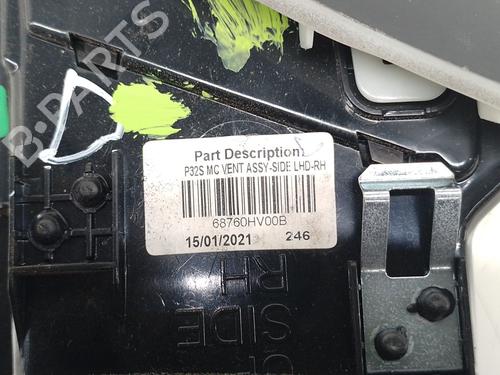 B-PARTS
Part Description:
P32S MC VENT ASSY-SIDE LHD-RH
68760HV00B
15/01/2021 246
RH
SIDE